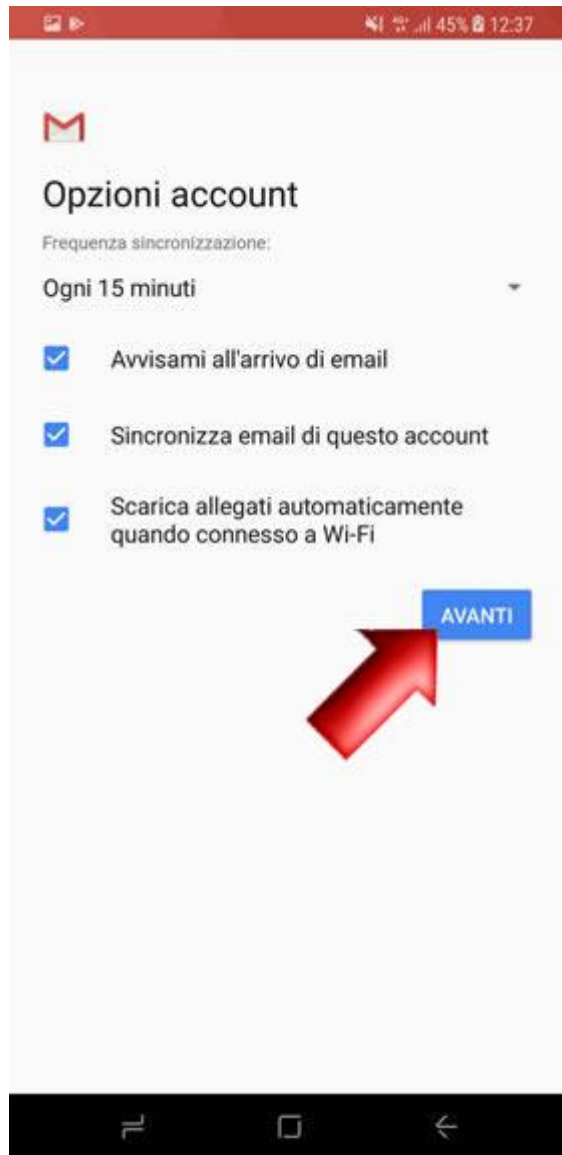 45% 12:37
Opzioni account
Frequenza sincronizzazione:
Ogni 15 minuti
Avvisami all'arrivo di email
Sincronizza email di questo account
Scarica allegati automaticamente
quando connesso a Wi-Fi
AVANTI